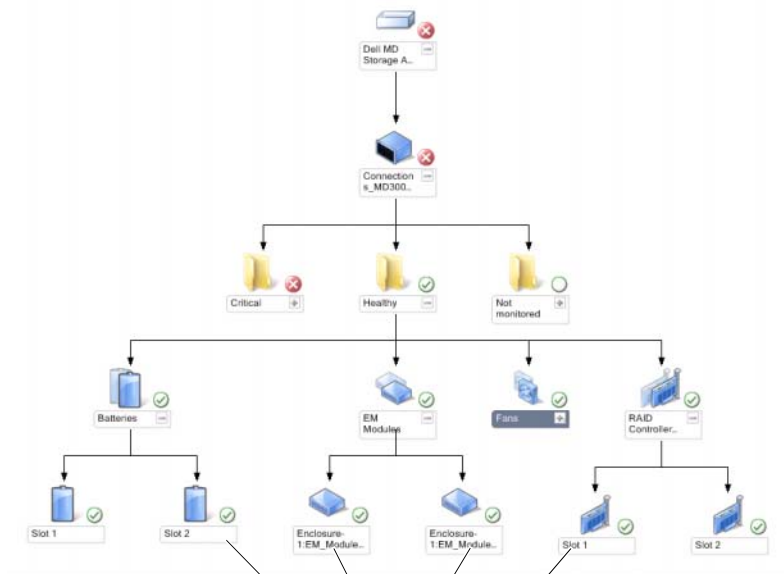 Dell MD
Storage A..
Connection
s_MD300..
Critical
Healthy
Not
monitored
Batteries
EM
Modules
Fans
RAID
Controller..
Slot 1
Slot 2
Enclosure-
1:EM_Module..
Enclosure-
1:EM_Module..
Slot 1
Slot 2